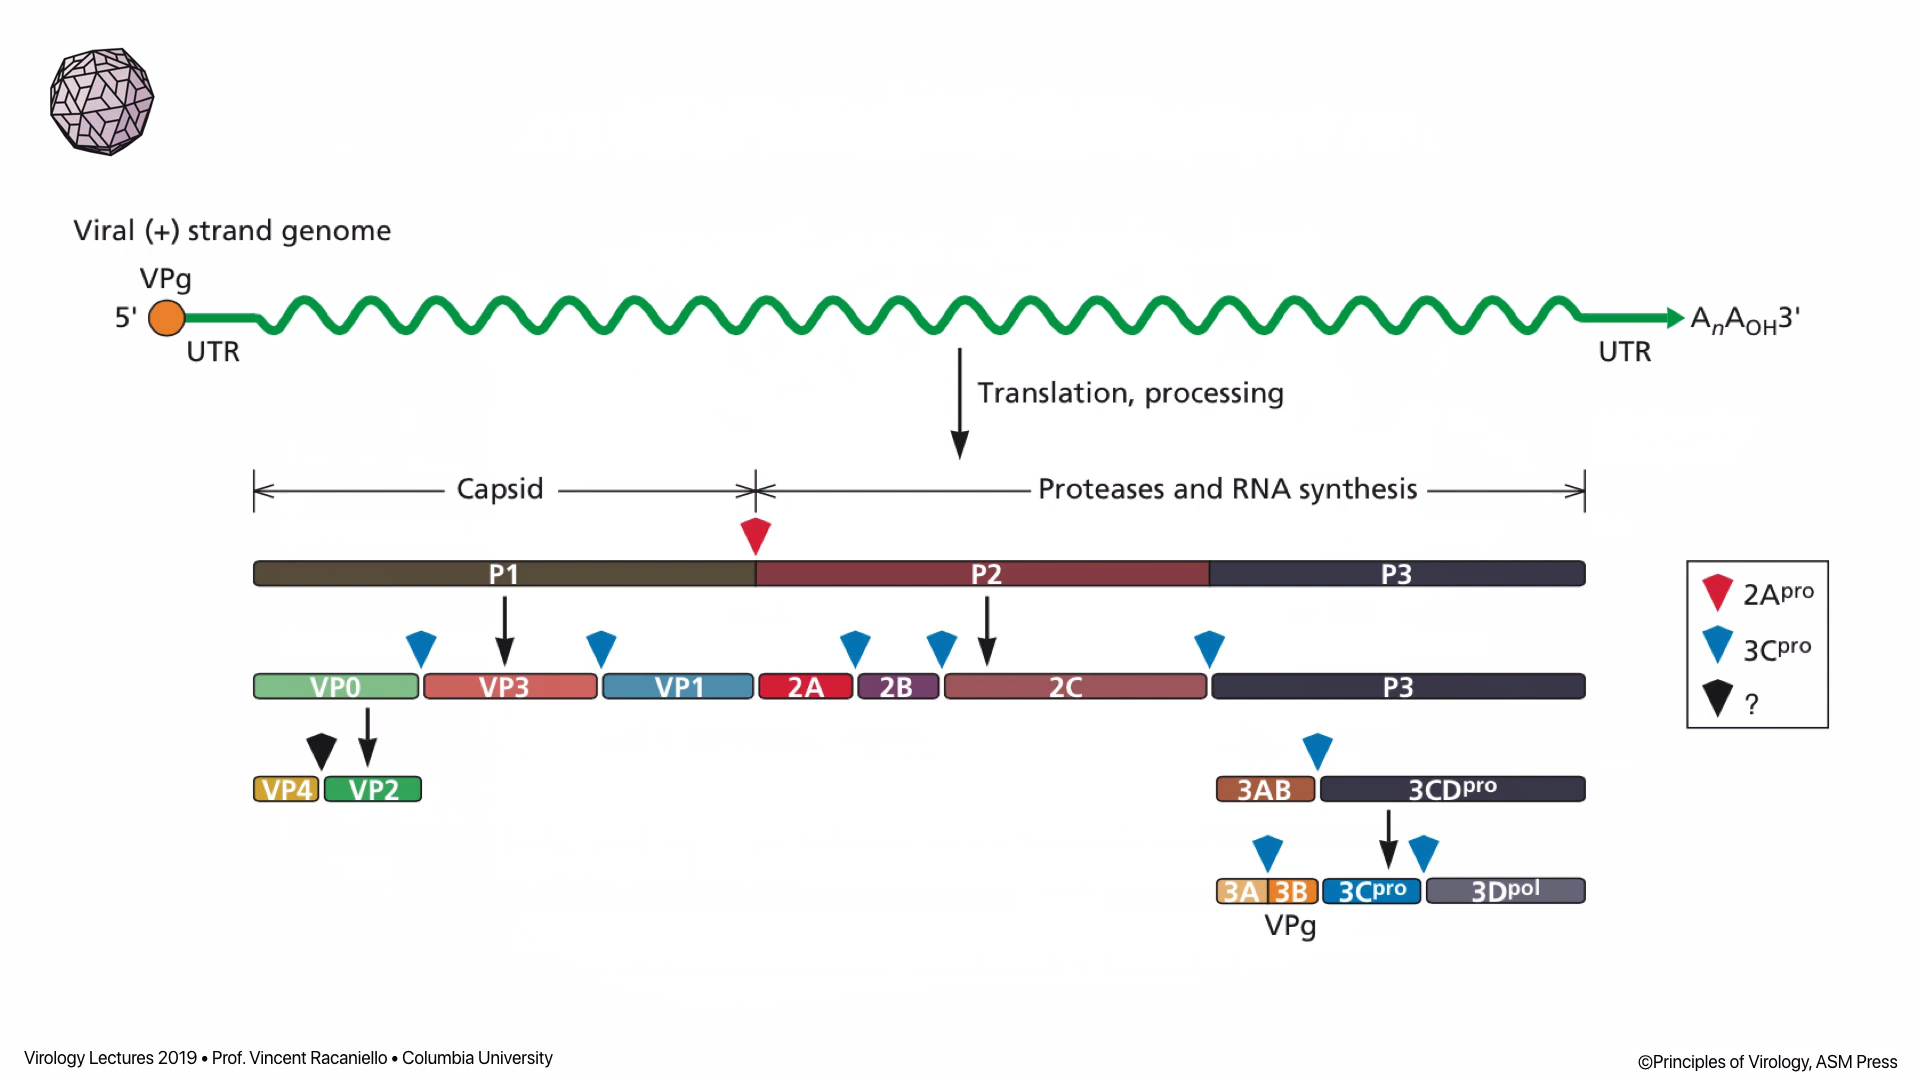 Viral (+) strand genome
VPg
5'
AnAOH3'
UTR
UTR
Translation, processing
Capsid
Proteases and RNA synthesis
P1
P2
P3
2Apro
3Cpro
?
VP0
VP3
VP1
2A
2B
2C
P3
VP4
VP2
3AB
3CDpro
3A
3B
3Cpro
3Dpol
VPg
Virology Lectures 2019 • Prof. Vincent Racaniello • Columbia University
©Principles of Virology, ASM Press